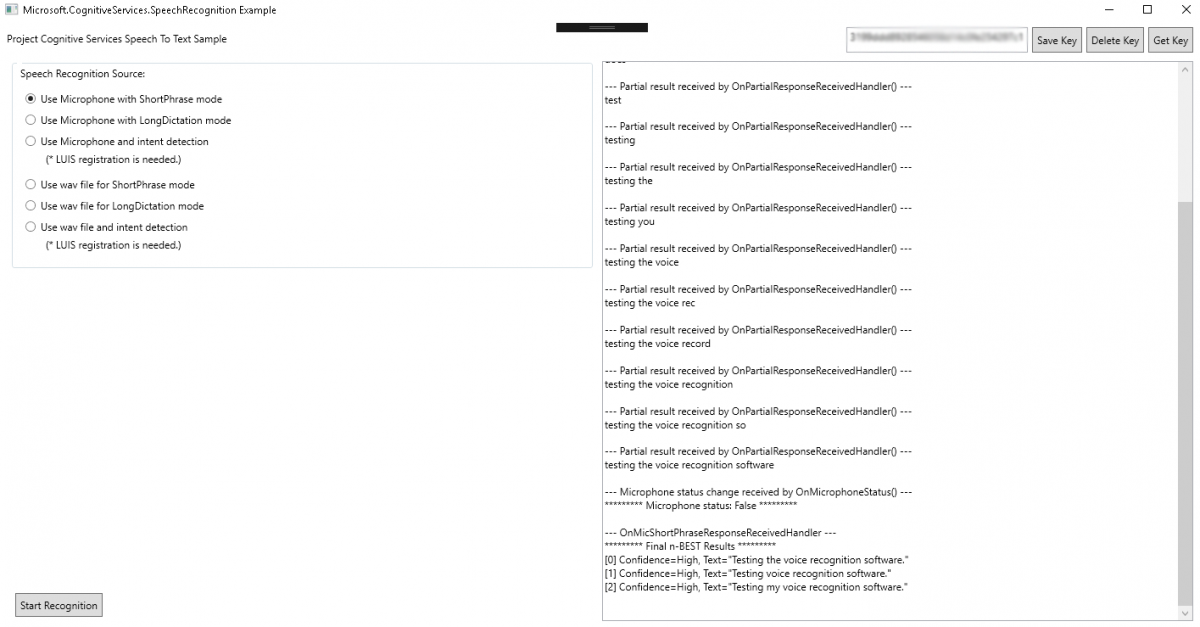 Microsoft.CognitiveServices.SpeechRecognition Example
Project Cognitive Services Speech To Text Sample
Save Key
Delete Key
Get Key
Speech Recognition Source:
Use Microphone with ShortPhrase mode
Use Microphone with LongDictation mode
Use Microphone and intent detection
(* LUIS registration is needed.)
Use wav file for ShortPhrase mode
Use wav file for LongDictation mode
Use wav file and intent detection
(* LUIS registration is needed.)
Start Recognition
--- Partial result received by OnPartialResponseReceivedHandler() ---
test
--- Partial result received by OnPartialResponseReceivedHandler() ---
testing
--- Partial result received by OnPartialResponseReceivedHandler() ---
testing the
--- Partial result received by OnPartialResponseReceivedHandler() ---
testing you
--- Partial result received by OnPartialResponseReceivedHandler() ---
testing the voice
--- Partial result received by OnPartialResponseReceivedHandler() ---
testing the voice rec
--- Partial result received by OnPartialResponseReceivedHandler() ---
testing the voice record
--- Partial result received by OnPartialResponseReceivedHandler() ---
testing the voice recognition
--- Partial result received by OnPartialResponseReceivedHandler() ---
testing the voice recognition so
--- Partial result received by OnPartialResponseReceivedHandler() ---
testing the voice recognition software
--- Microphone status change received by OnMicrophoneStatus() ---
********* Microphone status: False *********
--- OnMicShortPhraseResponseReceivedHandler ---
********* Final n-BEST Results *********
[0] Confidence=High, Text="Testing the voice recognition software."
[1] Confidence=High, Text="Testing voice recognition software."
[2] Confidence=High, Text="Testing my voice recognition software."